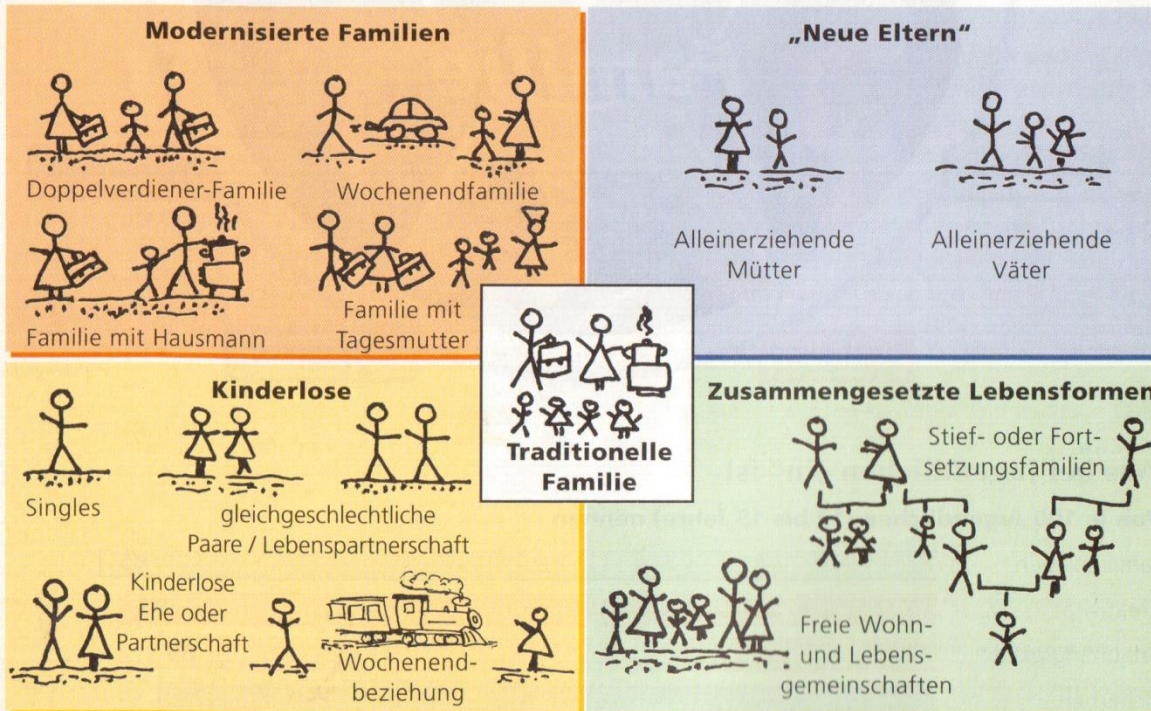 Modernisierte Familien
Doppelverdiener-Familie
Wochenendfamilie
Familie mit Hausmann
Familie mit
Tagesmutter
„Neue Eltern“
Alleinerziehende
Mütter
Alleinerziehende
Väter
Traditionelle
Familie
Kinderlose
Singles
gleichgeschlechtliche
Paare / Lebenspartnerschaft
Kinderlose
Ehe oder
Partnerschaft
Wochenend-
beziehung
Zusammengesetzte Lebensformen
Stief- oder Fort-
setzungsfamilien
Freie Wohn-
und Lebens-
gemeinschaften